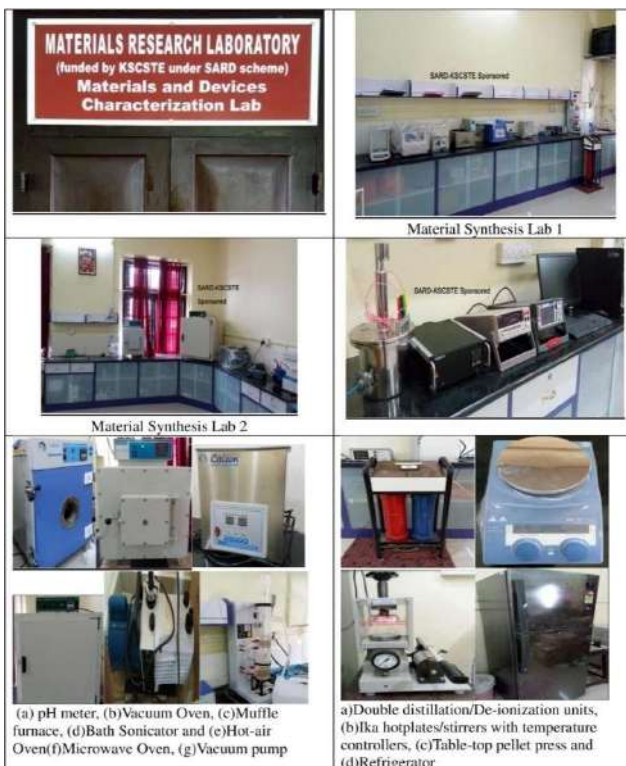 MATERIALS RESEARCH LABORATORY
(funded by KSCSTE under SARD scheme)
Materials and Devices
Characterization Lab
SARD-KSCSTE Sponsored
Material Synthesis Lab 1
SARD-KSCSTE
Sponsored
Material Synthesis Lab 2
SARD-KSCSTE Sponsored
(a) pH meter, (b)Vacuum Oven, (c)Muffle
furnace, (d)Bath Sonicator and (e)Hot-air
Oven(f)Microwave Oven, (g)Vacuum pump
a)Double distillation/De-ionization units,
(b)Ika hotplates/stirrers with temperature
controllers, (c)Table-top pellet press and
(d)Refrigerator